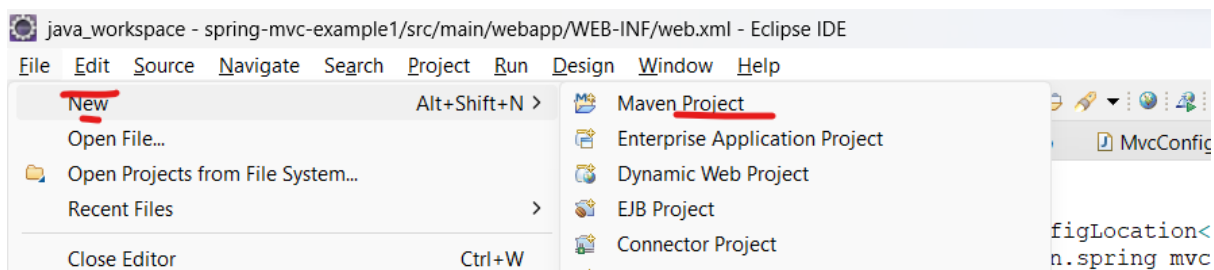 java_workspace - spring-mvc-example1/src/main/webapp/WEB-INF/web.xml - Eclipse IDE
File Edit Source Navigate Search Project Run Design Window Help
New Alt+Shift+N > Maven Project
Open File... Enterprise Application Project MvcConfig
Open Projects from File System... Dynamic Web Project
Recent Files > EJB Project
figLocation<
Connector Project
Close Editor Ctrl+W n.spring mvc